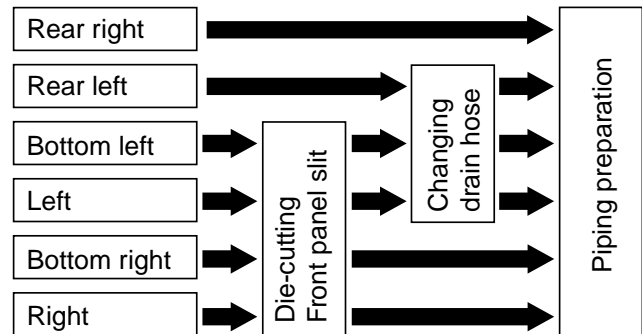 Rear right
Rear left
Bottom left
Left
Bottom right
Right
Die-cutting
Front panel slit
Changing
drain hose
Piping preparation